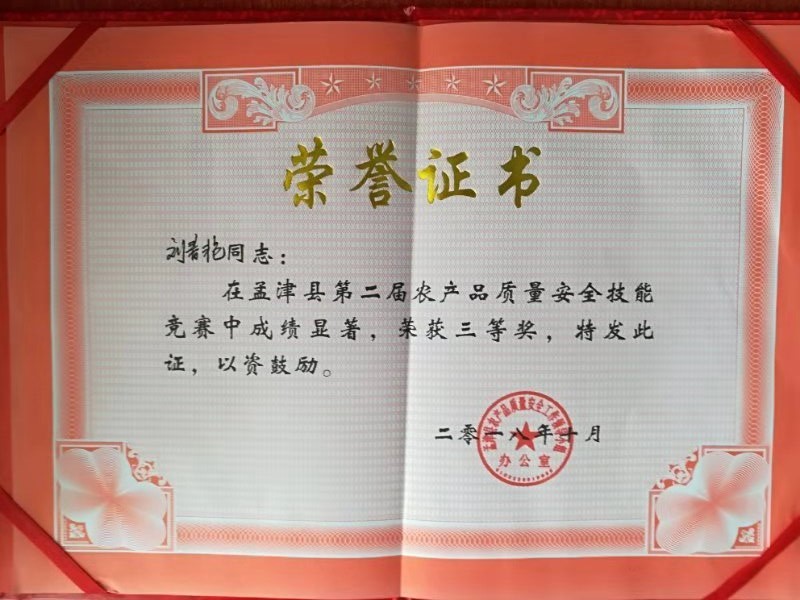 荣誉证书
刘春艳同志：
在孟津县第二届农产品质量安全技能
竞赛中成绩显著，荣获三等奖，特发此
证，以资鼓励。
二零一八年十月
办公室